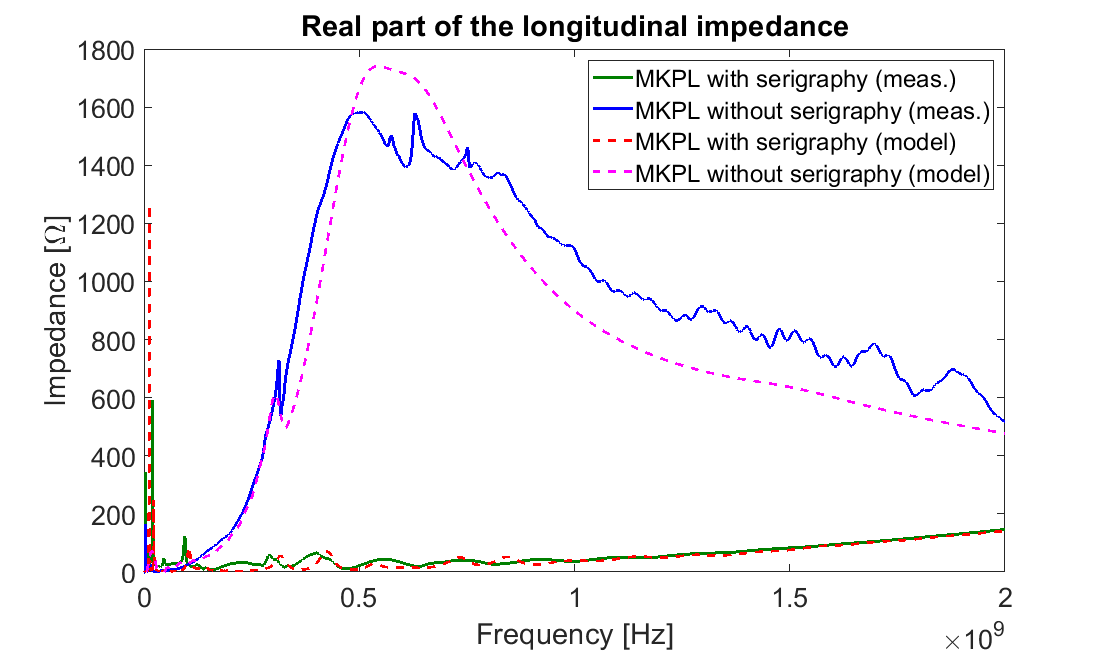 Real part of the longitudinal impedance
1800
1600
1400
1200
1000
800
600
400
200
0
Impedance [Ω]
MKPL with serigraphy (meas.)
MKPL without serigraphy (meas.)
MKPL with serigraphy (model)
MKPL without serigraphy (model)
0 0.5 1 1.5 2
Frequency [Hz]
×10⁹